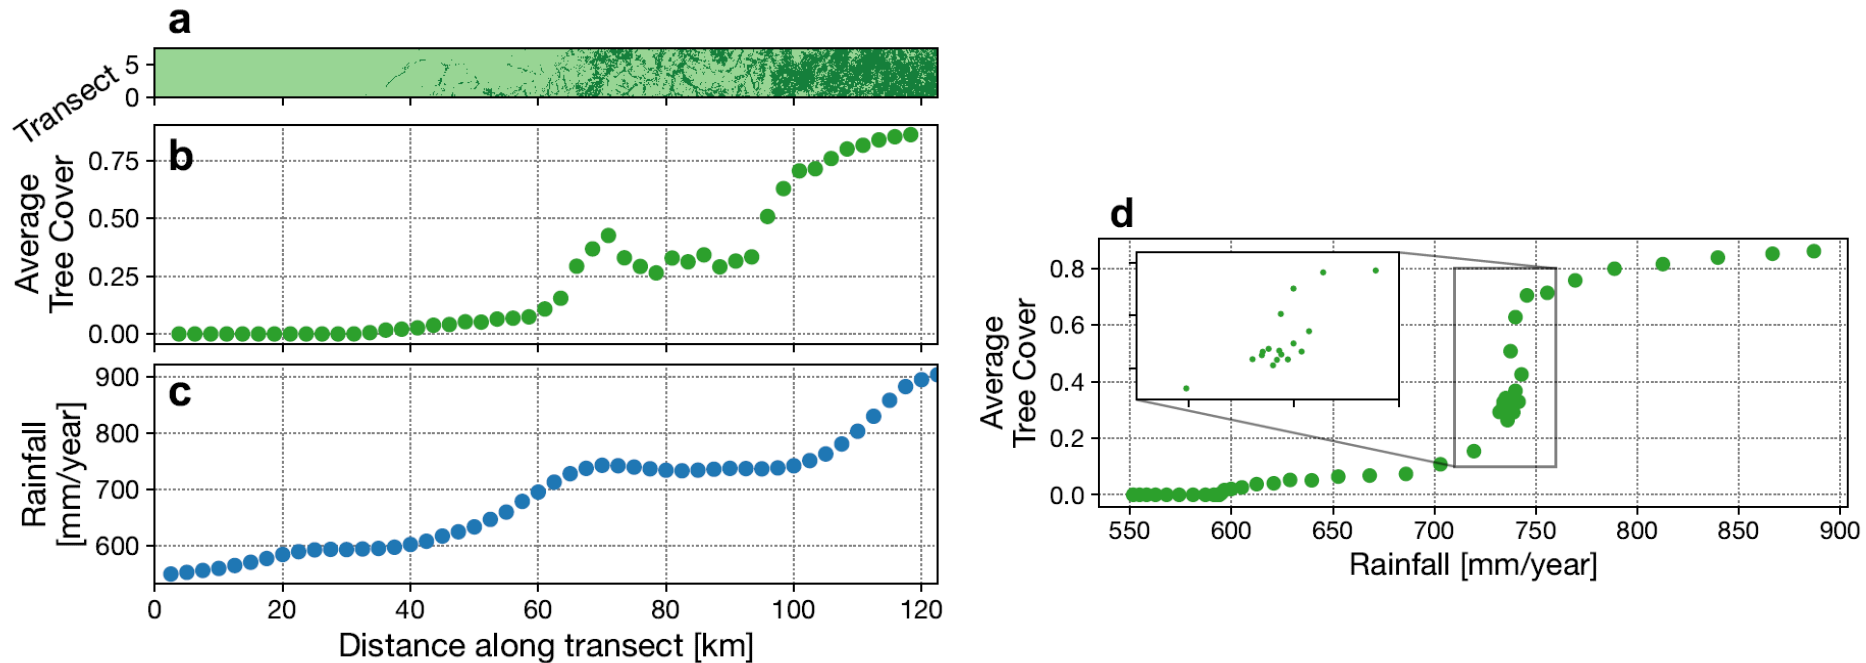 a
Transect
5
0
b
Average
Tree Cover
0.75
0.50
0.25
0.00
c
Rainfall
[mm/year]
900
800
700
600
0 20 40 60 80 100 120
Distance along transect [km]
d
Average
Tree Cover
0.8
0.6
0.4
0.2
0.0
550 600 650 700 750 800 850 900
Rainfall [mm/year]